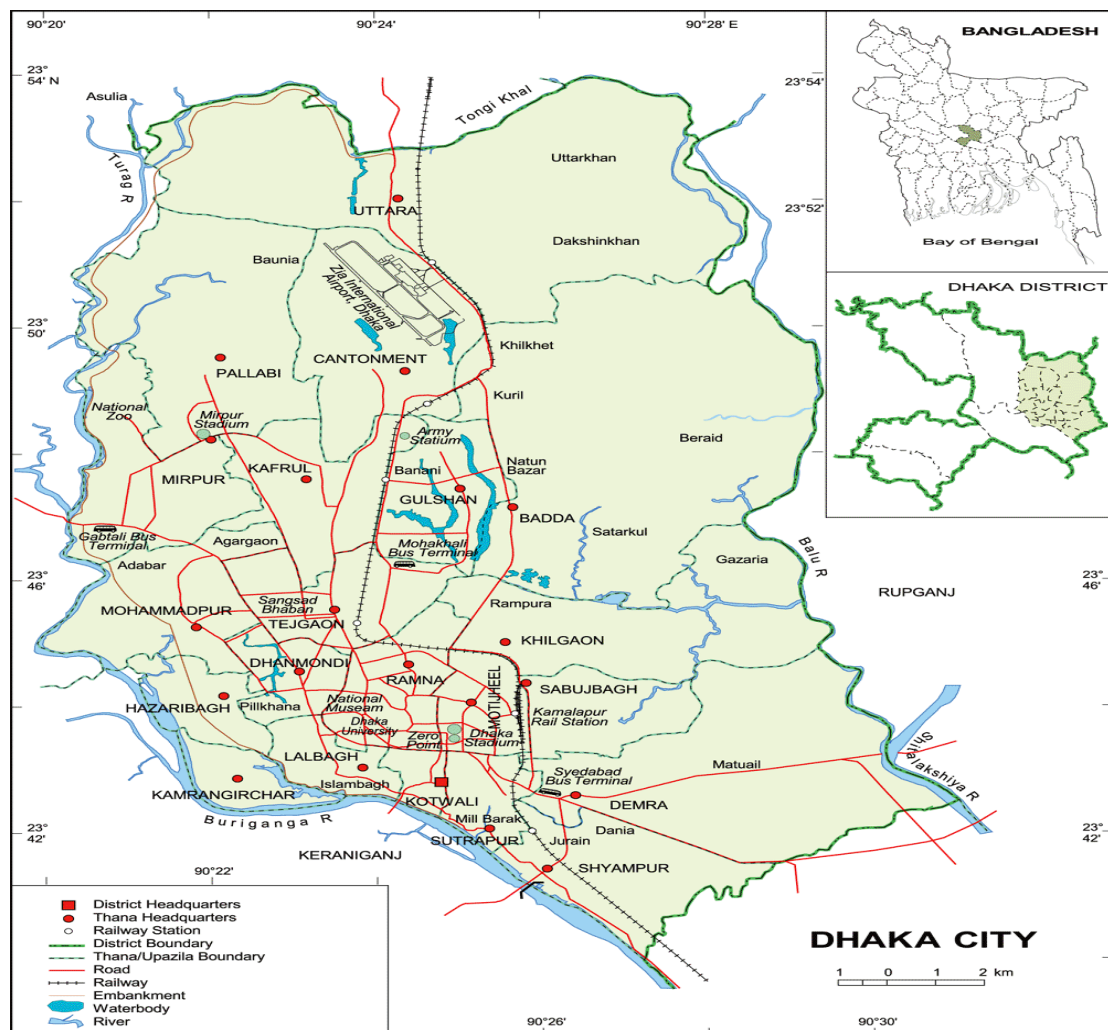 90°20'
90°24'
90°28' E
23°
54' N
23°54'
Asulia
Tongi Khal
Turag R
Uttarkhan
UTTARA
23°52'
Dakshinkhan
Baunia
Zia international
Airport, Dhaka
23°
50'
Khilkhet
CANTONMENT
PALLABI
Kuril
National
Zoo
Mirpur
Stadium
Army
Statium
Beraid
KAFRUL
Banani
Natun
Bazar
MIRPUR
GULSHAN
BADDA
Satarkul
Gabtali Bus
Terminal
Agargaon
Mohakhali
Bus Terminal
Balu R
Gazaria
Adabar
23°
46'
23°
46'
RUPGANJ
Sangsad
Bhaban
Rampura
MOHAMMADPUR
TEJGAON
KHILGAON
DHANMONDI
RAMNA
MOTIJHEEL
SABUJBAGH
HAZARIBAGH
Pillkhana
National
Museam
Kamalapur
Rail Station
Dhaka
University
Zero
Point
Dhaka
Stadium
Shitalakshiya R
LALBAGH
Syedabad
Bus Terminal
Matuail
Islambagh
KAMRANGIRCHAR
KOTWALI
DEMRA
Buriganga R
Mill Barak
Dania
23°
42'
23°
42'
SUTRAPUR
Jurain
KERANIGANJ
SHYAMPUR
90°22'
District Headquarters
Thana Headquarters
Railway Station
District Boundary
Thana/Upazila Boundary
Road
Railway
Embankment
Waterbody
River
DHAKA CITY
1 0 1 2 km
90°26'
90°30'
BANGLADESH
Bay of Bengal
DHAKA DISTRICT